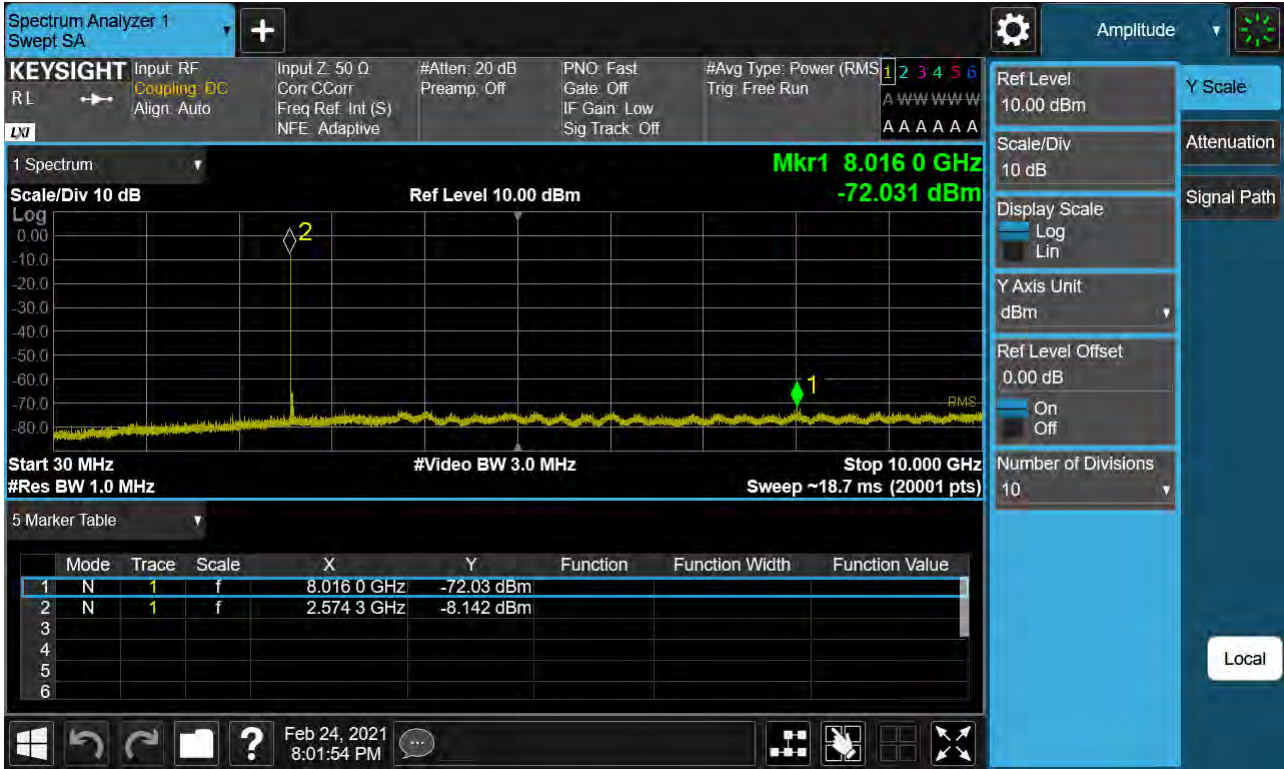 Spectrum Analyzer 1
Swept SA
+
Amplitude
KEYSIGHT
R L
LXI
Input: RF
Coupling: DC
Align: Auto
Input Z: 50 Ω
Corr CCorr
Freq Ref: Int (S)
NFE: Adaptive
#Atten: 20 dB
Preamp: Off
PNO: Fast
Gate: Off
IF Gain: Low
Sig Track: Off
#Avg Type: Power (RMS
Trig: Free Run
1 2 3 4 5 6
A W W W W W
A A A A A A
1 Spectrum
Mkr1 8.016 0 GHz
Scale/Div 10 dB
Ref Level 10.00 dBm
-72.031 dBm
Log
0.00
-10.0
-20.0
-30.0
-40.0
-50.0
-60.0
-70.0
-80.0
2
1
RMS
Start 30 MHz
#Video BW 3.0 MHz
Stop 10.000 GHz
#Res BW 1.0 MHz
Sweep ~18.7 ms (20001 pts)
5 Marker Table
Mode Trace Scale X Y Function Function Width Function Value
1 N 1 f 8.016 0 GHz -72.03 dBm
2 N 1 f 2.574 3 GHz -8.142 dBm
3
4
5
6
Ref Level
10.00 dBm
Scale/Div
10 dB
Display Scale
Log
Lin
Y Axis Unit
dBm
Ref Level Offset
0.00 dB
On
Off
Number of Divisions
10
Y Scale
Attenuation
Signal Path
Local
?
Feb 24, 2021
8:01:54 PM